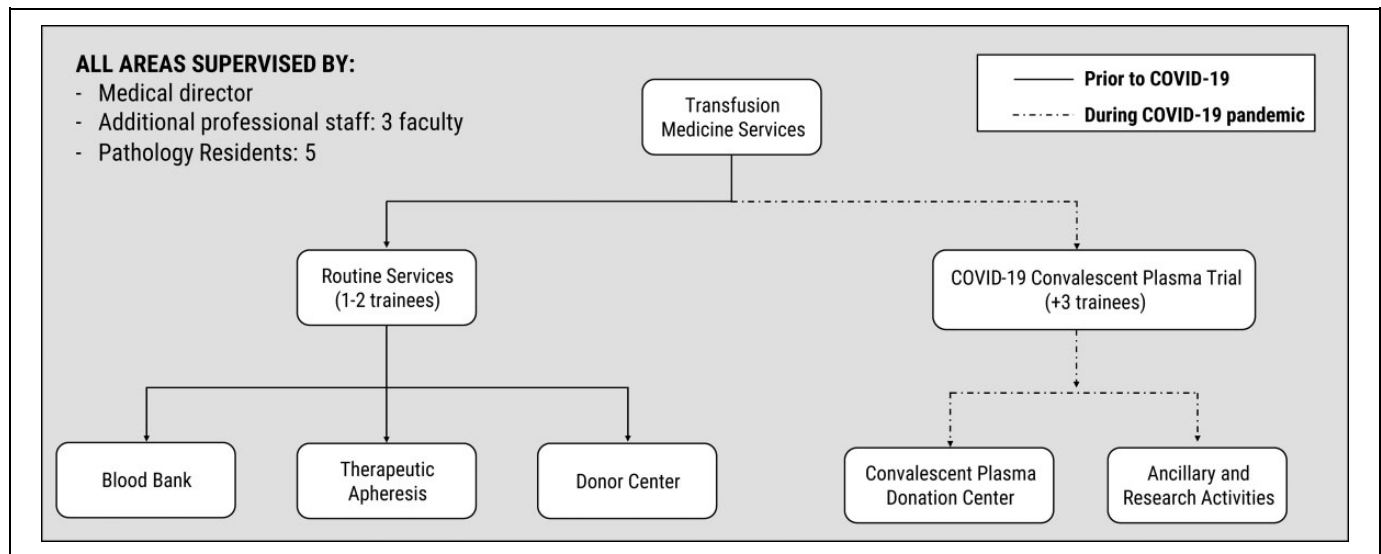 ALL AREAS SUPERVISED BY:
- Medical director
- Additional professional staff: 3 faculty
- Pathology Residents: 5
Transfusion
Medicine Services
Prior to COVID-19
During COVID-19 pandemic
Routine Services
(1-2 trainees)
COVID-19 Convalescent Plasma Trial
(+3 trainees)
Blood Bank
Therapeutic
Apheresis
Donor Center
Convalescent Plasma
Donation Center
Ancillary and
Research Activities